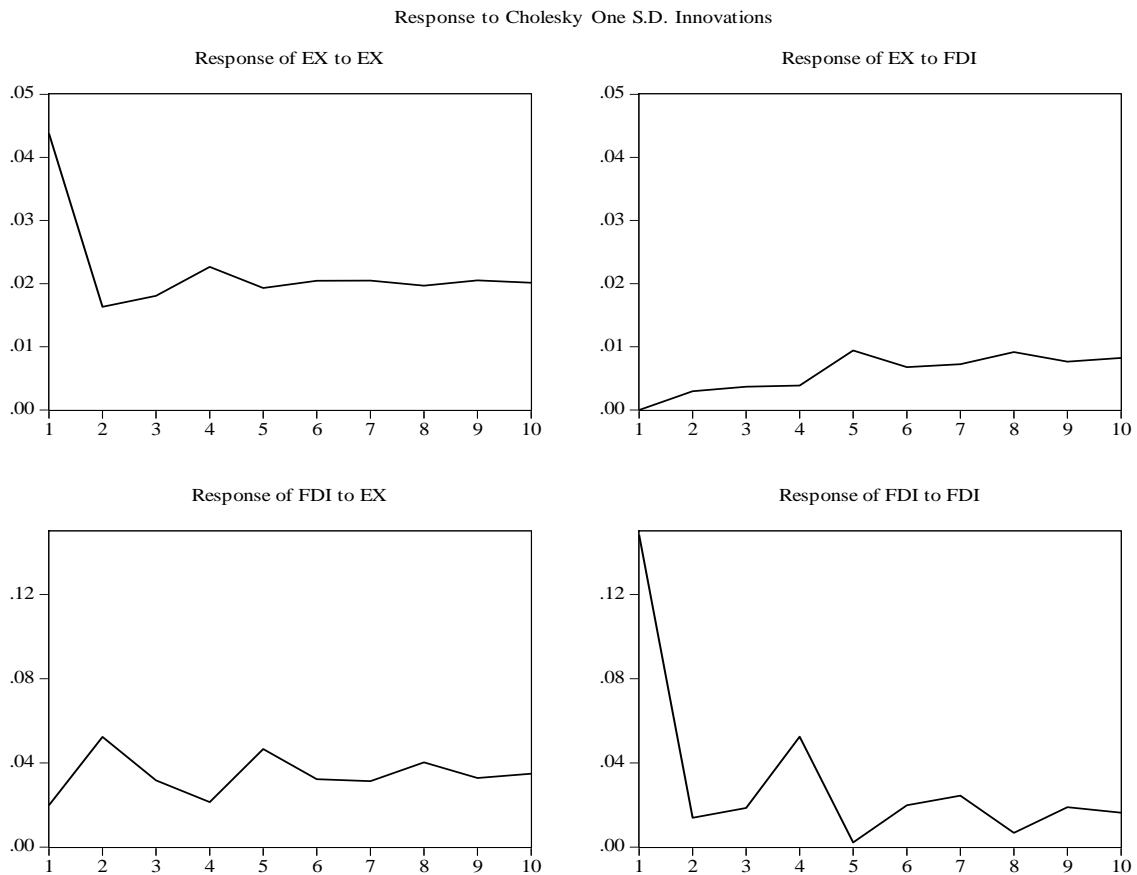 Response to Cholesky One S.D. Innovations
Response of EX to EX
.05
.04
.03
.02
.01
.00
1 2 3 4 5 6 7 8 9 10
Response of EX to FDI
.05
.04
.03
.02
.01
.00
1 2 3 4 5 6 7 8 9 10
Response of FDI to EX
.12
.08
.04
.00
1 2 3 4 5 6 7 8 9 10
Response of FDI to FDI
.12
.08
.04
.00
1 2 3 4 5 6 7 8 9 10